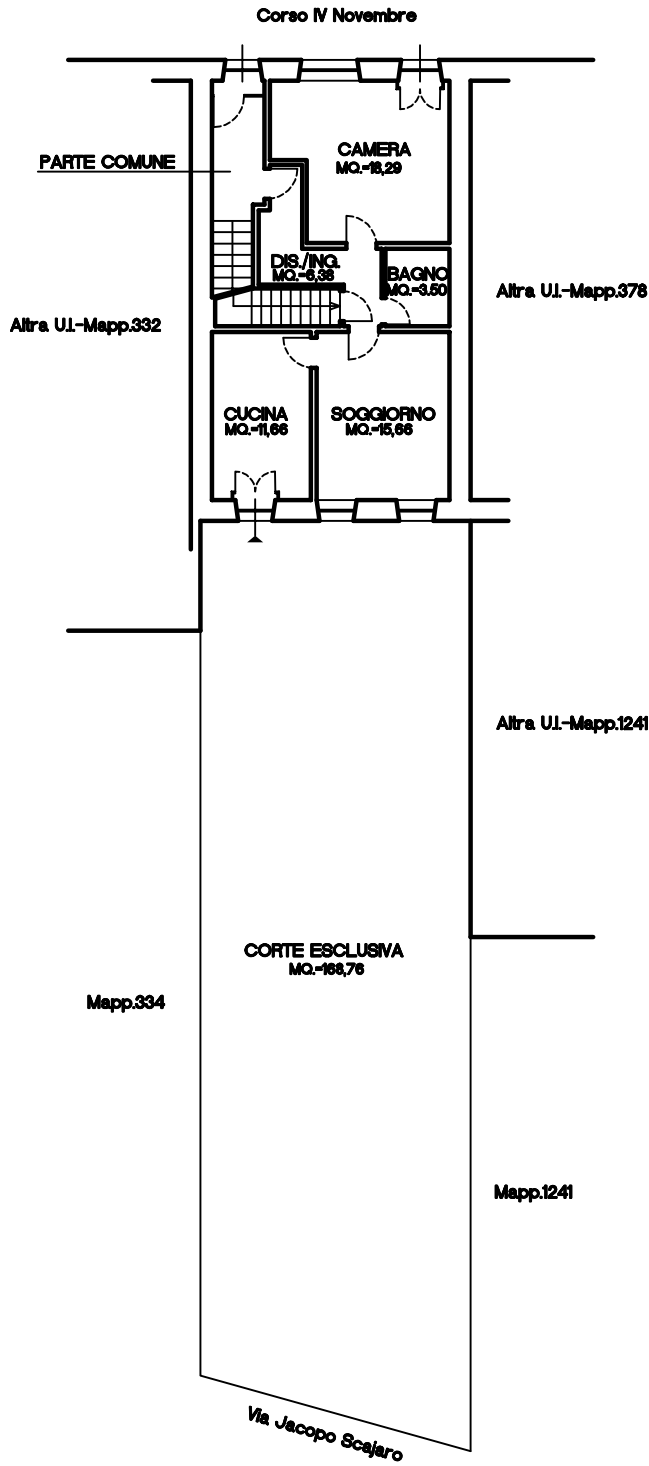 Corso IV Novembre
CAMERA
MQ.=18,29
PARTE COMUNE
DIS./ING.
MQ.=6,38
BAGNO
MQ.=3.50
Altra U.I.-Mapp.378
Altra U.I.-Mapp.332
CUCINA
MQ.=11,66
SOGGIORNO
MQ.=15,66
Altra U.I.-Mapp.1241
CORTE ESCLUSIVA
MQ.=168,76
Mapp.334
Mapp.1241
Via Jacopo Scajaro